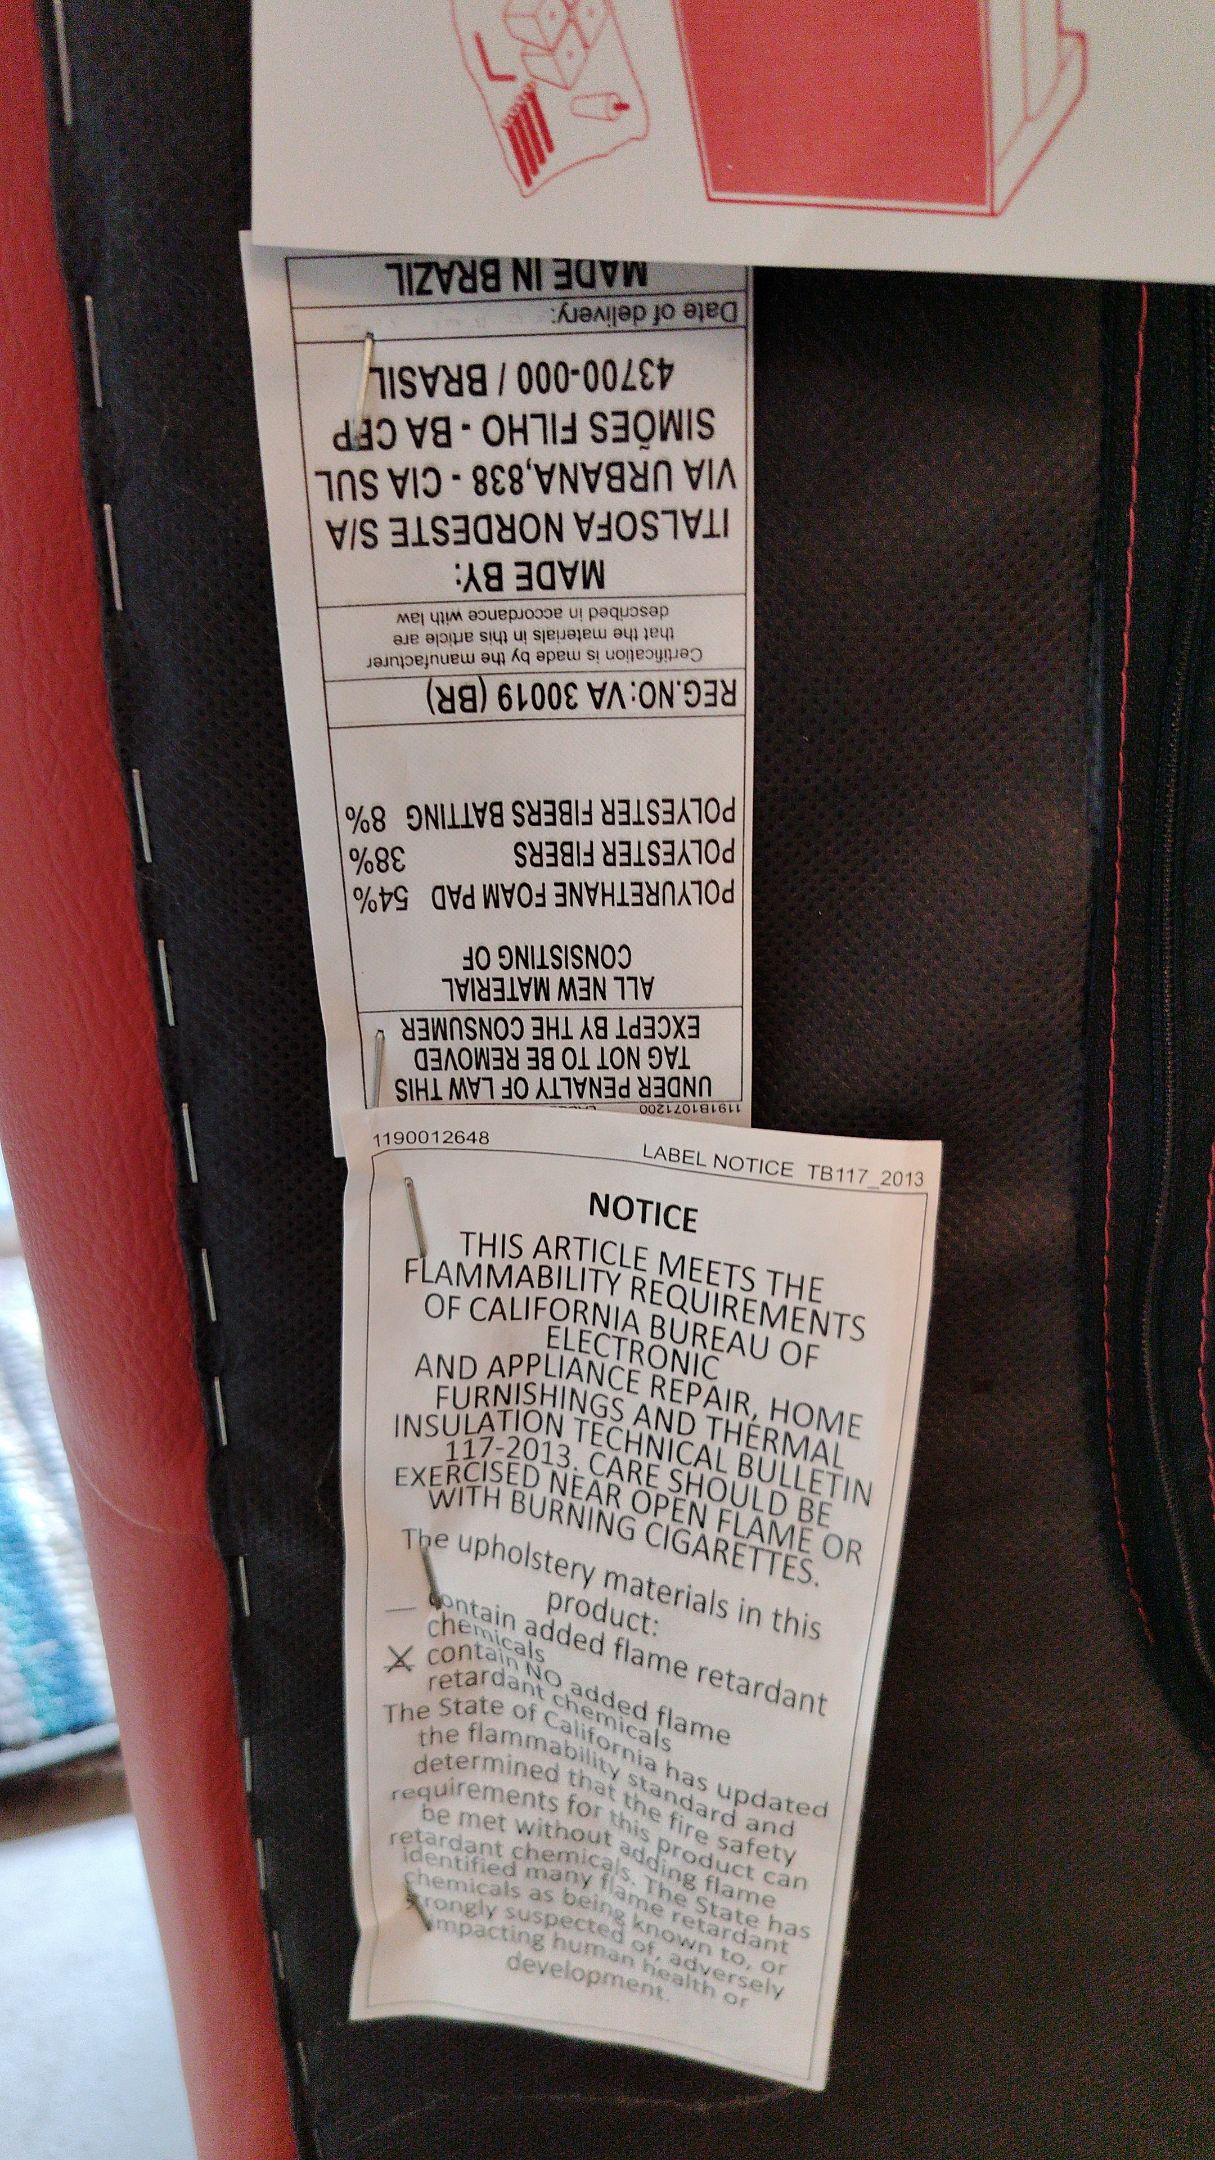 1191B1071200
UNDER PENALTY OF LAW THIS
TAG NOT TO BE REMOVED
EXCEPT BY THE CONSUMER
ALL NEW MATERIAL
CONSISTING OF
POLYURETHANE FOAM PAD 54%
POLYESTER FIBERS 38%
POLYESTER FIBERS BATTING 8%
REG.NO: VA 30019 (BR)
Certification is made by the manufacturer
that the materials in this article are
described in accordance with law
MADE BY:
ITALSOFA NORDESTE S/A
VIA URBANA,838 - CIA SUL
SIMÕES FILHO - BA CEP
43700-000 / BRASIL
Date of delivery:
MADE IN BRAZIL
1190012648
LABEL NOTICE TB117_2013
NOTICE
THIS ARTICLE MEETS THE
FLAMMABILITY REQUIREMENTS
OF CALIFORNIA BUREAU OF
ELECTRONIC
AND APPLIANCE REPAIR, HOME
FURNISHINGS AND THERMAL
INSULATION TECHNICAL BULLETIN
117-2013. CARE SHOULD BE
EXERCISED NEAR OPEN FLAME OR
WITH BURNING CIGARETTES.
The upholstery materials in this
product:
__ contain added flame retardant
chemicals
X contain NO added flame
retardant chemicals
The State of California has updated
the flammability standard and
determined that the fire safety
requirements for this product can
be met without adding flame
retardant chemicals. The State has
identified many flame retardant
chemicals as being known to, or
strongly suspected of, adversely
impacting human health or
development.